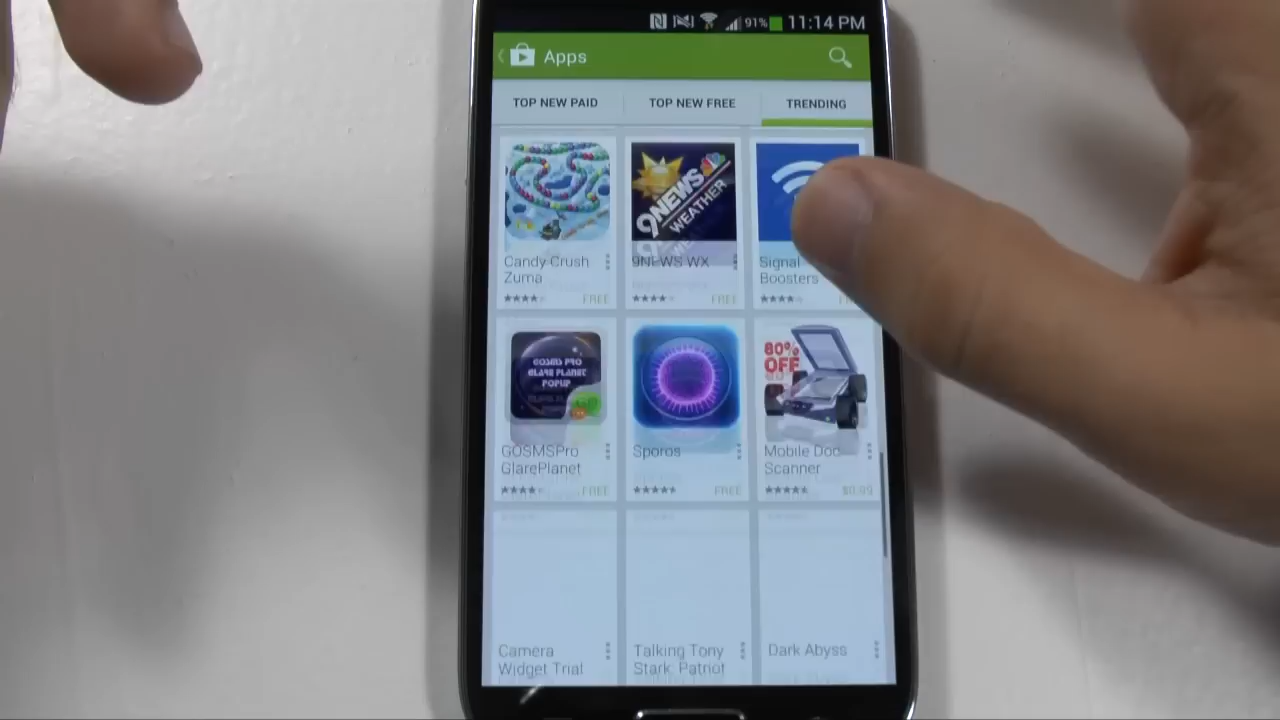 91% 11:14 PM
Apps
TOP NEW PAID TOP NEW FREE TRENDING
9NEWS
WEATHER
Candy Crush
Zuma
9NEWS WX
Signal
Boosters
FREE FREE
GOSMS PRO
GLARE PLANET
POPUP
80%
OFF
GOSMSPro
GlarePlanet
Sporos
Mobile Doc
Scanner
FREE FREE $0.99
Camera
Widget Trial
Talking Tony
Stark: Patriot
Dark Abyss